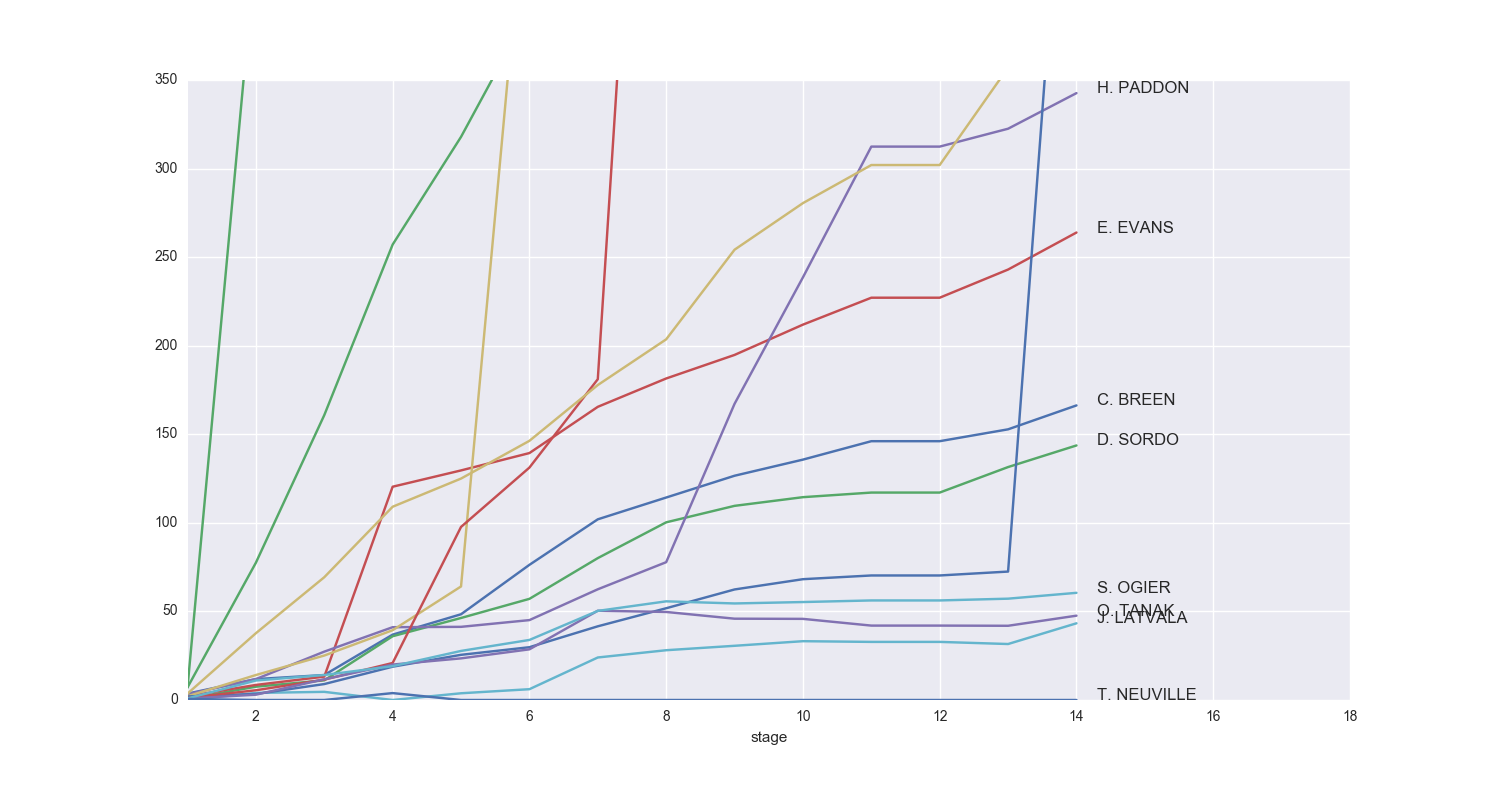 350
H. PADDON
300
E. EVANS
250
200
C. BREEN
150
D. SORDO
100
S. OGIER
50
O. TANAK
J. LATVALA
T. NEUVILLE
0
2 4 6 8 10 12 14 16 18
stage